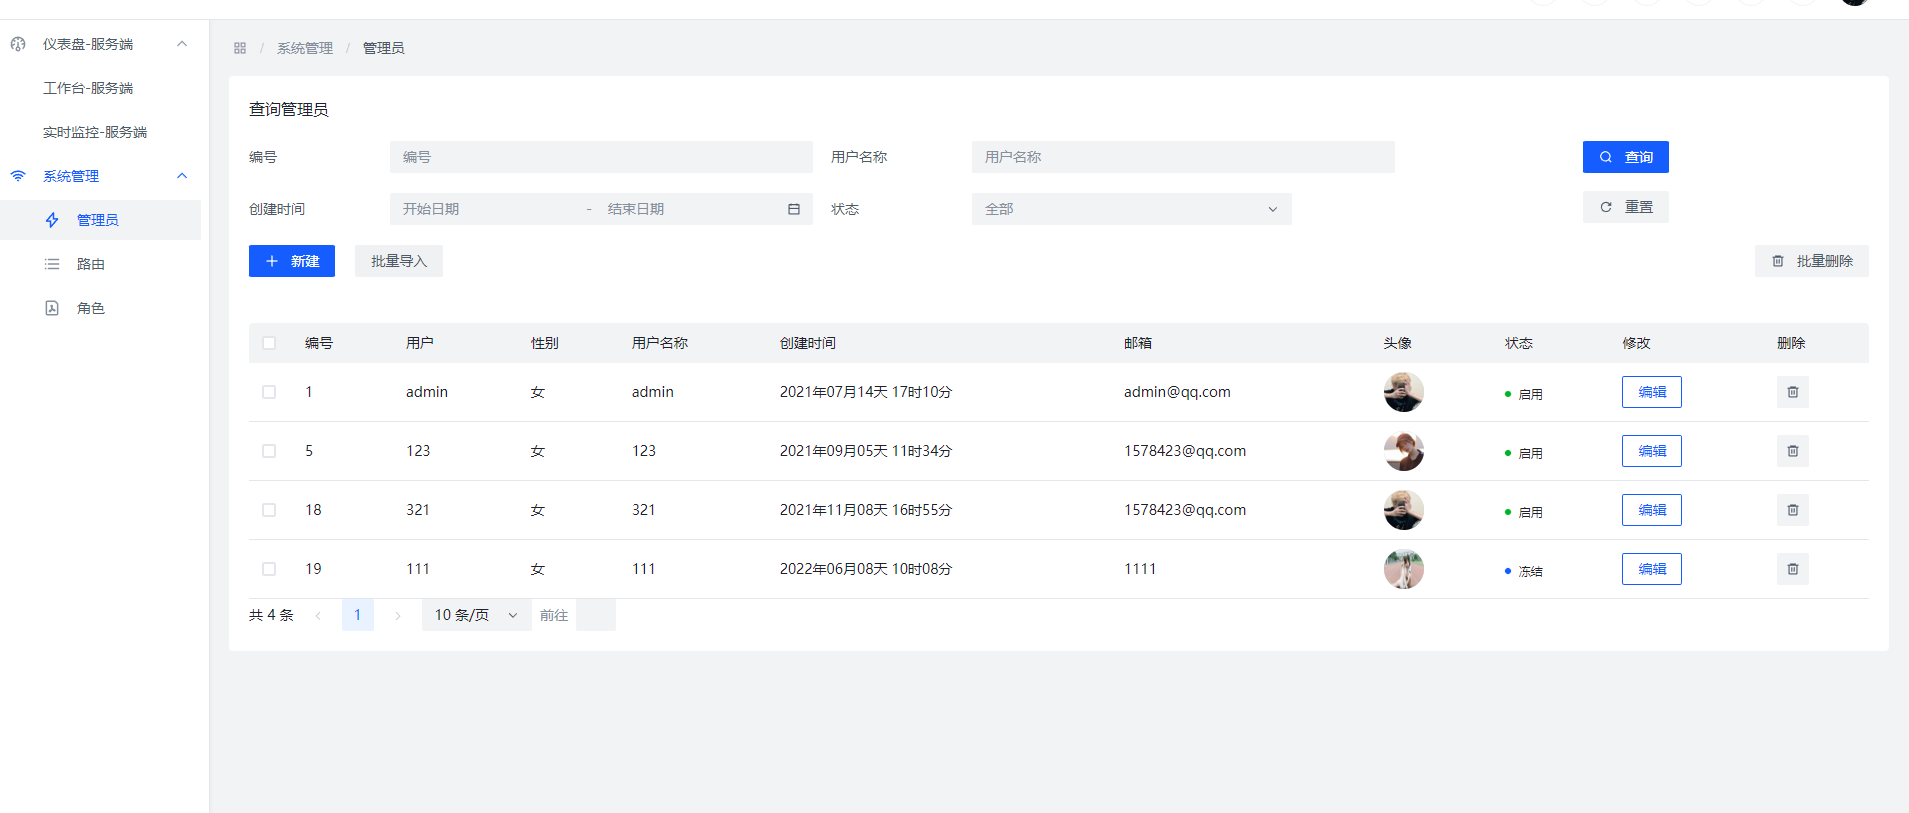 仪表盘-服务端
工作台-服务端
实时监控-服务端
系统管理
管理员
路由
角色
/ 系统管理 / 管理员
查询管理员
编号 编号 用户名称 用户名称 查询
创建时间 开始日期 - 结束日期 状态 全部 重置
新建 批量导入 批量删除
编号 用户 性别 用户名称 创建时间 邮箱 头像 状态 修改 删除
1 admin 女 admin 2021年07月14天 17时10分 admin@qq.com 启用 编辑
5 123 女 123 2021年09月05天 11时34分 1578423@qq.com 启用 编辑
18 321 女 321 2021年11月08天 16时55分 1578423@qq.com 启用 编辑
19 111 女 111 2022年06月08天 10时08分 1111 冻结 编辑
共 4 条 1 10 条/页 前往